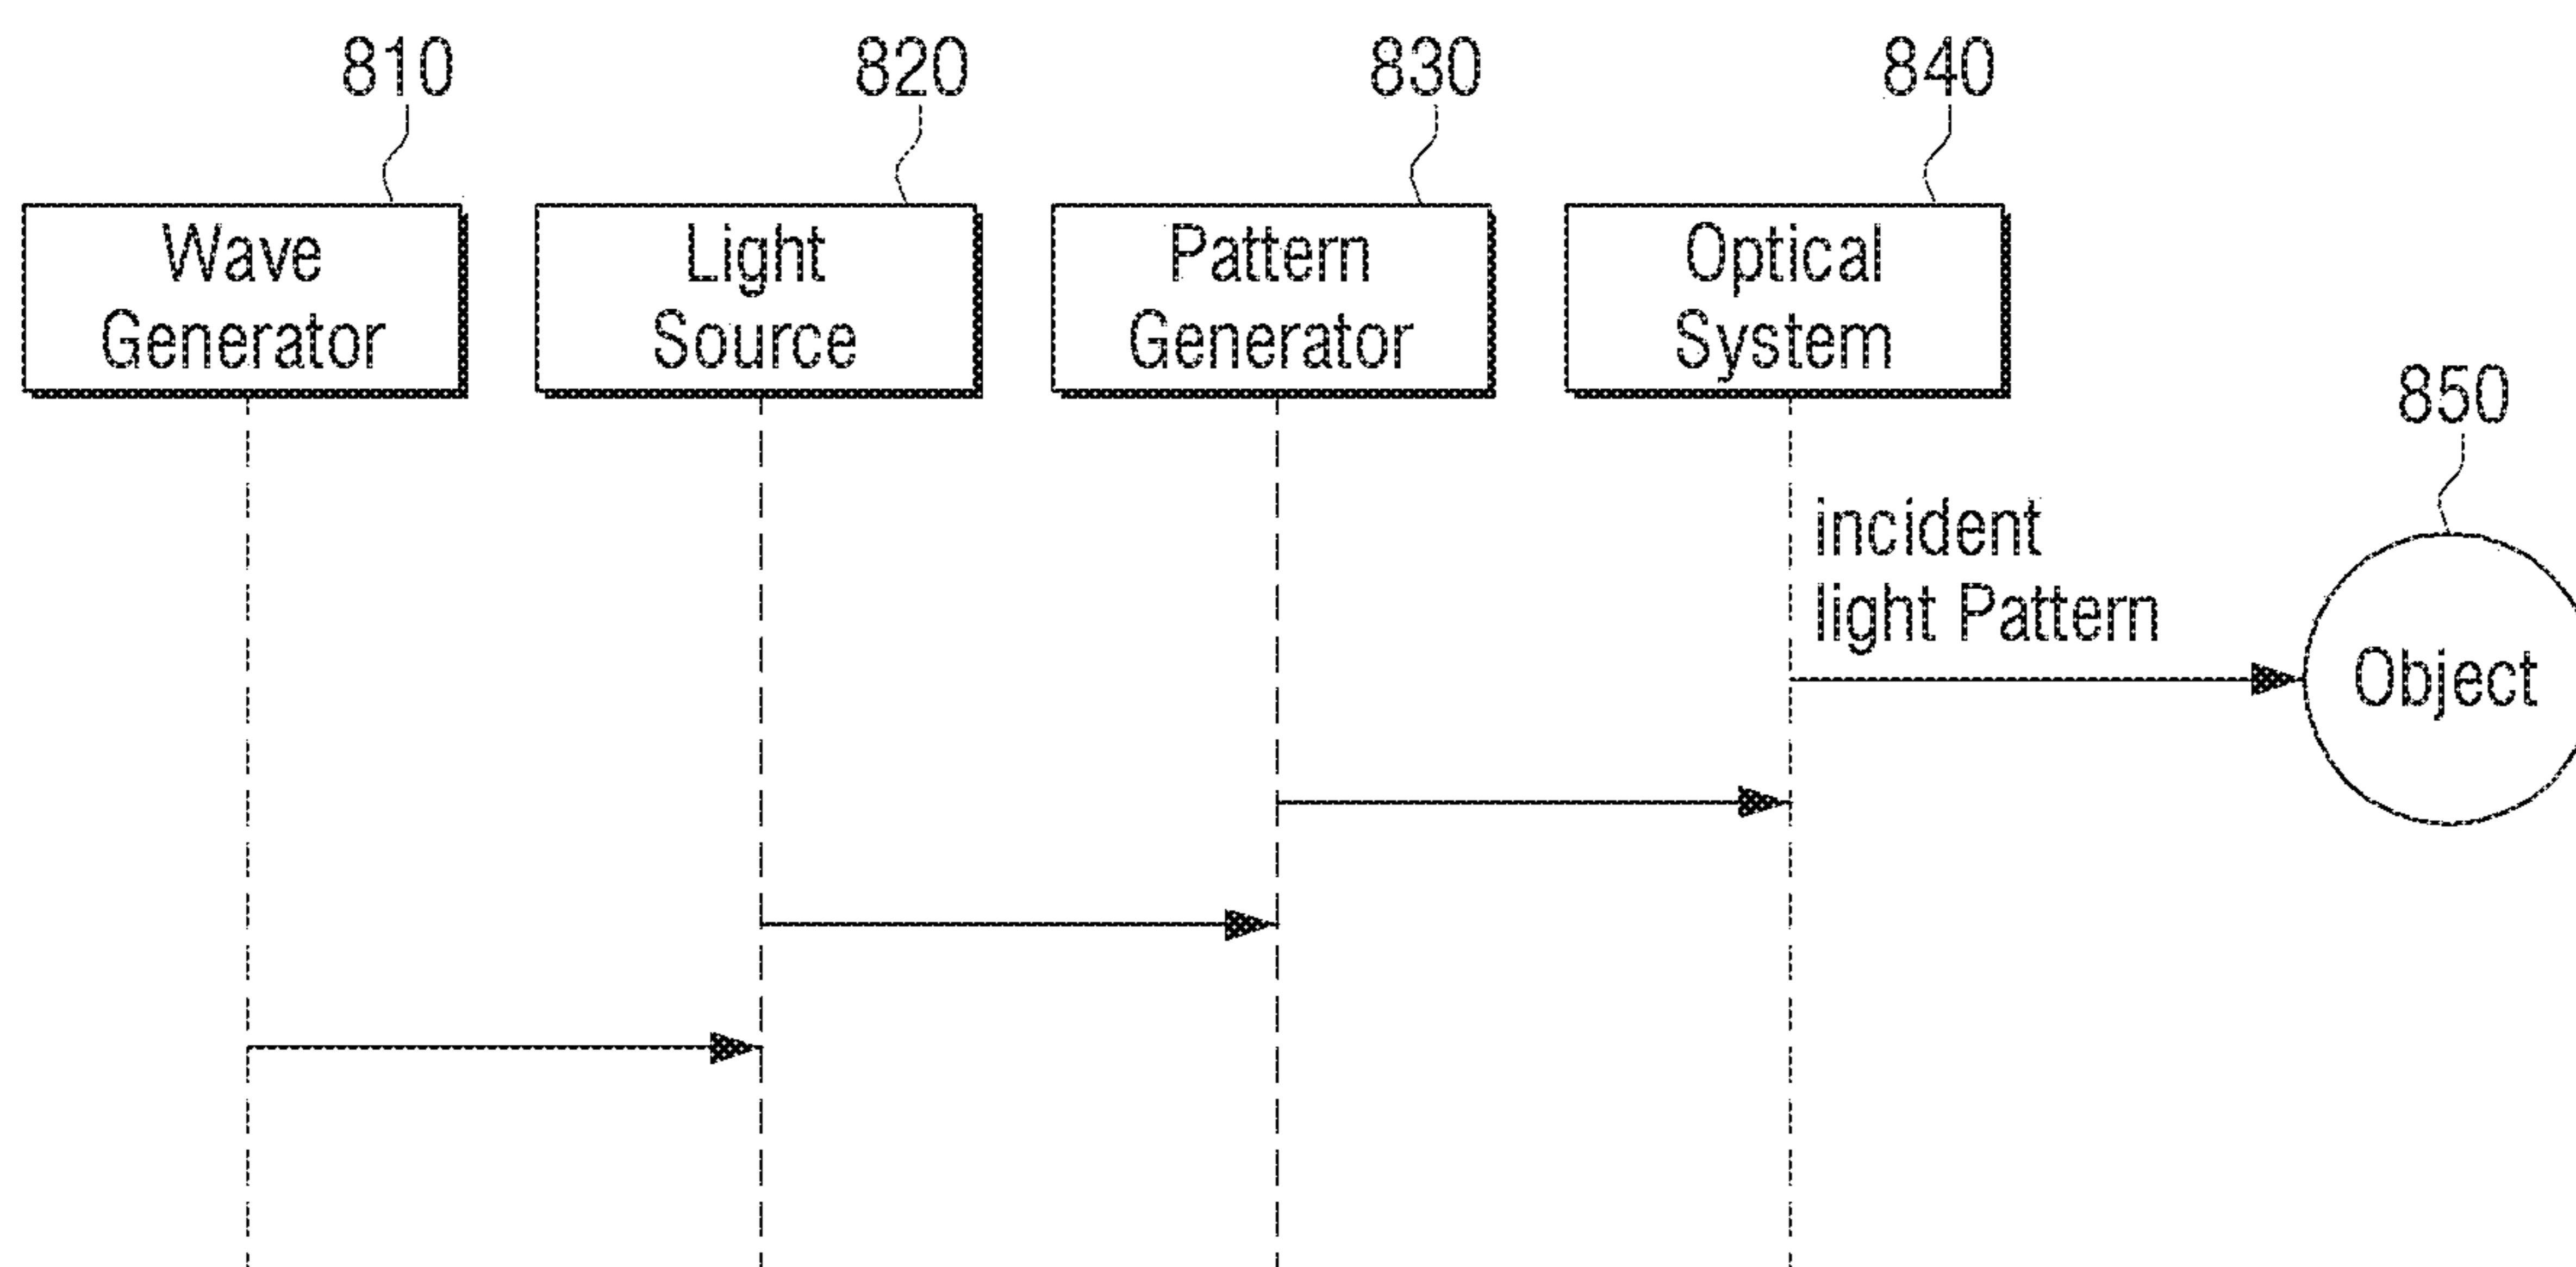 810
820
830
840
Wave
Generator
Light
Source
Pattern
Generator
Optical
System
850
incident
light Pattern
Object